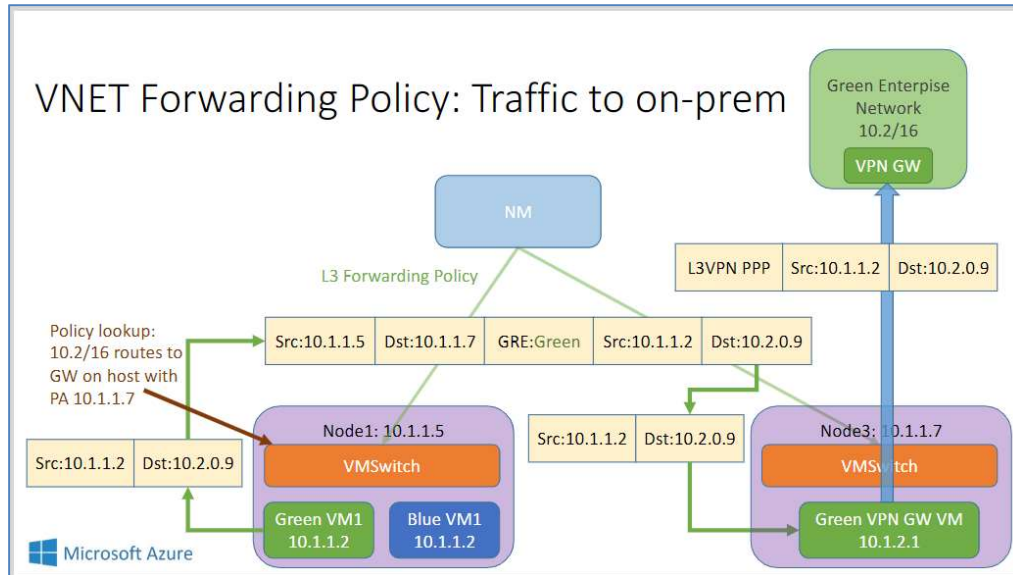 VNET Forwarding Policy: Traffic to on-prem
Green Enterpise
Network
10.2/16
VPN GW
NM
L3 Forwarding Policy
L3VPN PPP Src:10.1.1.2 Dst:10.2.0.9
Policy lookup:
10.2/16 routes to
GW on host with
PA 10.1.1.7
Src:10.1.1.5 Dst:10.1.1.7 GRE:Green Src:10.1.1.2 Dst:10.2.0.9
Src:10.1.1.2 Dst:10.2.0.9
Node1: 10.1.1.5
VMSwitch
Green VM1
10.1.1.2
Blue VM1
10.1.1.2
Src:10.1.1.2 Dst:10.2.0.9
Node3: 10.1.1.7
VMSwitch
Green VPN GW VM
10.1.2.1
Microsoft Azure